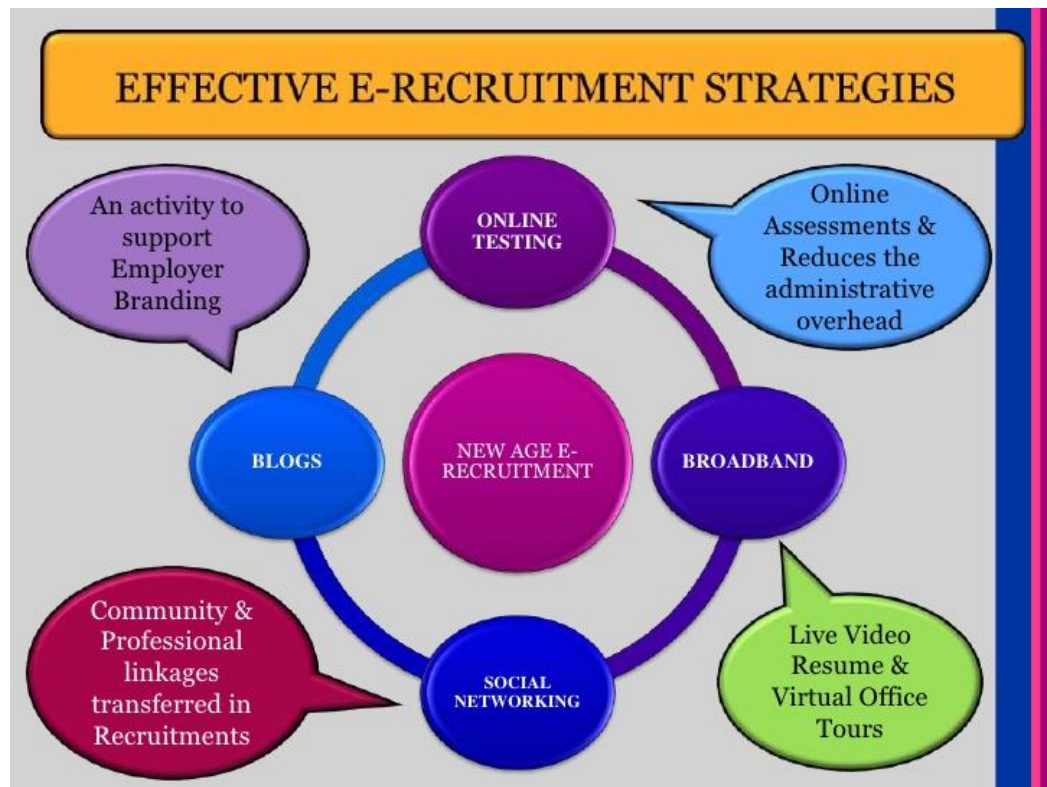 EFFECTIVE E-RECRUITMENT STRATEGIES
An activity to
support
Employer
Branding
ONLINE
TESTING
Online
Assessments &
Reduces the
administrative
overhead
BLOGS
NEW AGE E-
RECRUITMENT
BROADBAND
Community &
Professional
linkages
transferred in
Recruitments
SOCIAL
NETWORKING
Live Video
Resume &
Virtual Office
Tours